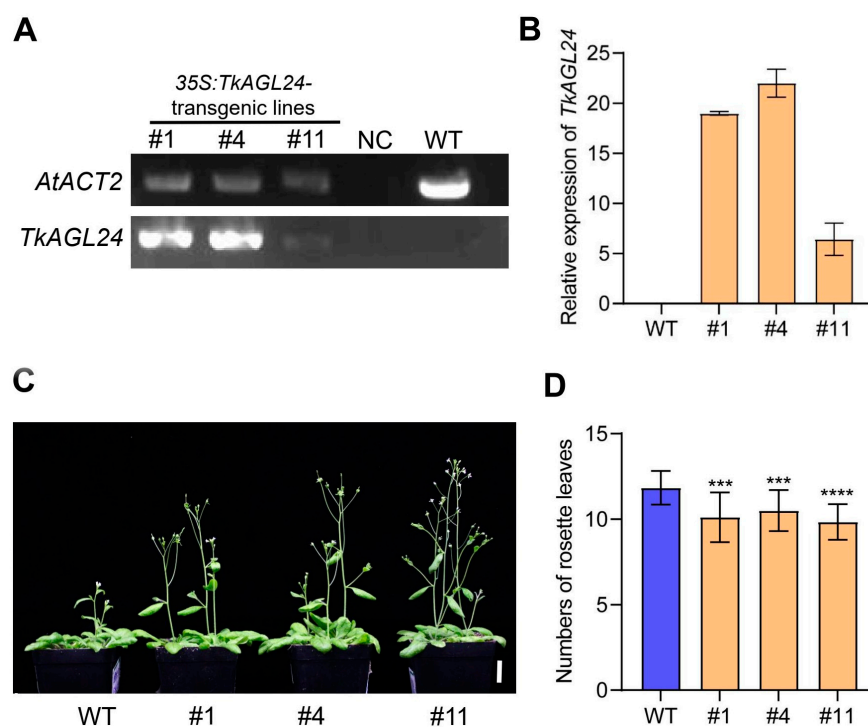 A
35S:TkAGL24-
transgenic lines
#1 #4 #11 NC WT
AtACT2
TkAGL24
B
Relative expression of TkAGL24
25
20
15
10
5
0
WT #1 #4 #11
C
WT #1 #4 #11
D
Numbers of rosette leaves
15
10
5
0
*** *** ****
WT #1 #4 #11